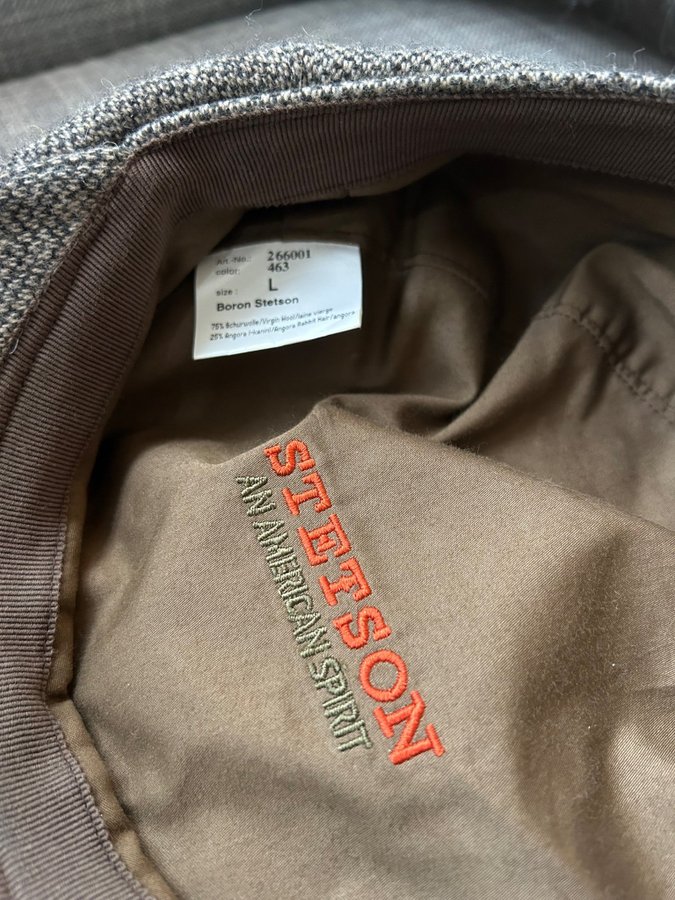 Art.-No.: 266001
color: 463
size: L
Boron Stetson
75% Schurwolle/Virgin Wool/laine vierge
25% Angora (-kanin)/Angora Rabbit Hair/angora
STETSON
AN AMERICAN SPIRIT